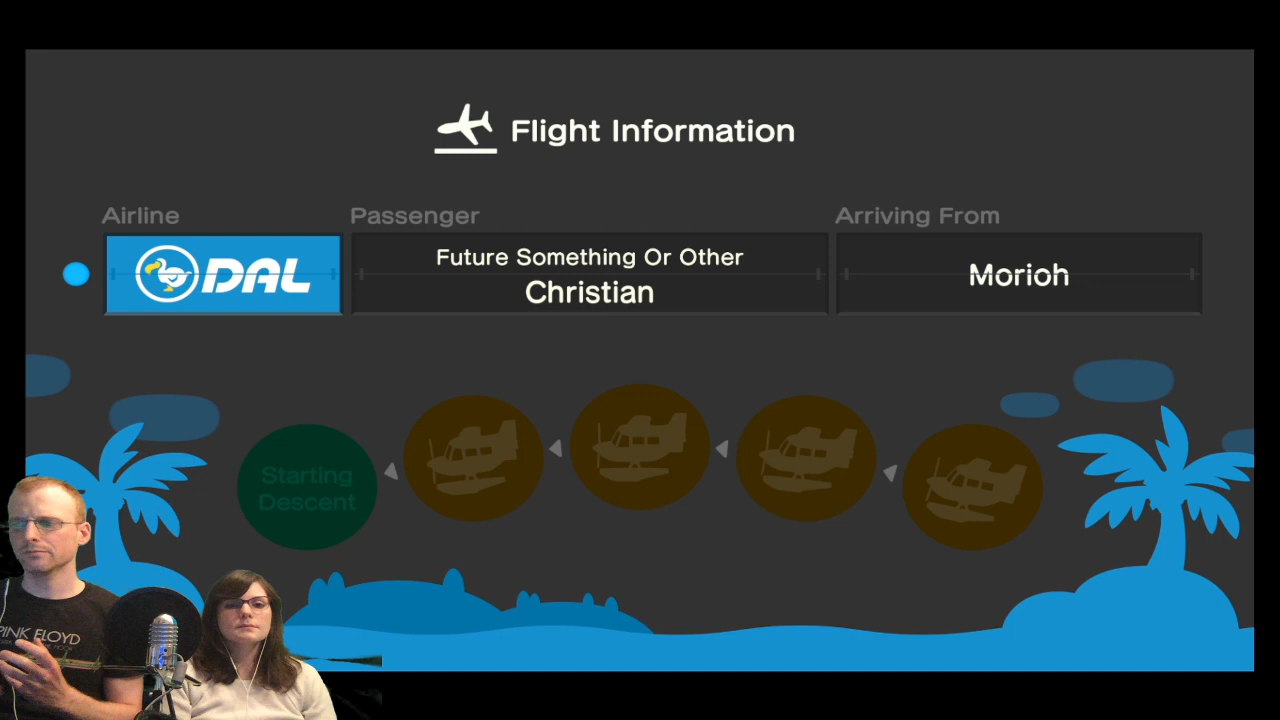 Flight Information
Airline
Passenger
Arriving From
DAL
Future Something Or Other
Christian
Morioh
Starting
Descent
PINK FLOYD